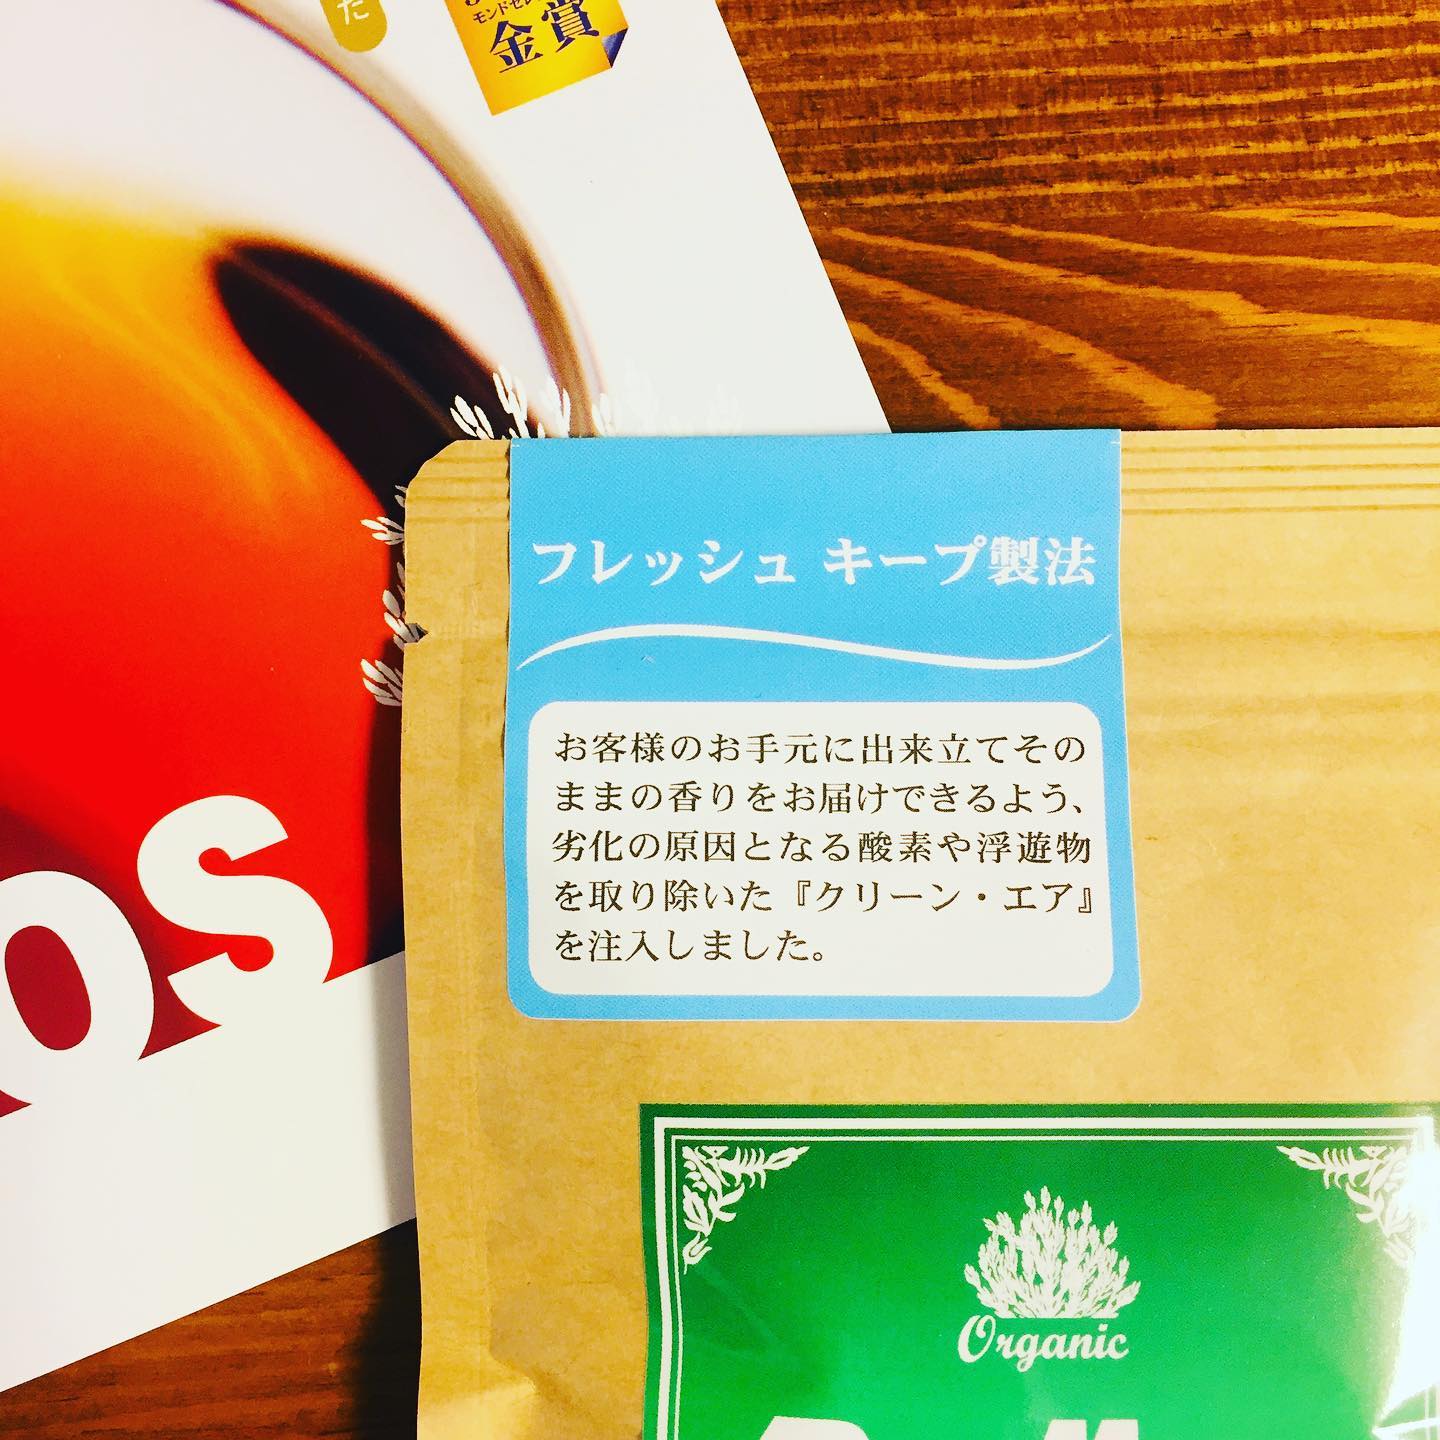 た
金賞
フレッシュ キープ製法
お客様のお手元に出来立てその
ままの香りをお届けできるよう、
劣化の原因となる酸素や浮遊物
を取り除いた『クリーン・エア』
を注入しました。
os
Organic